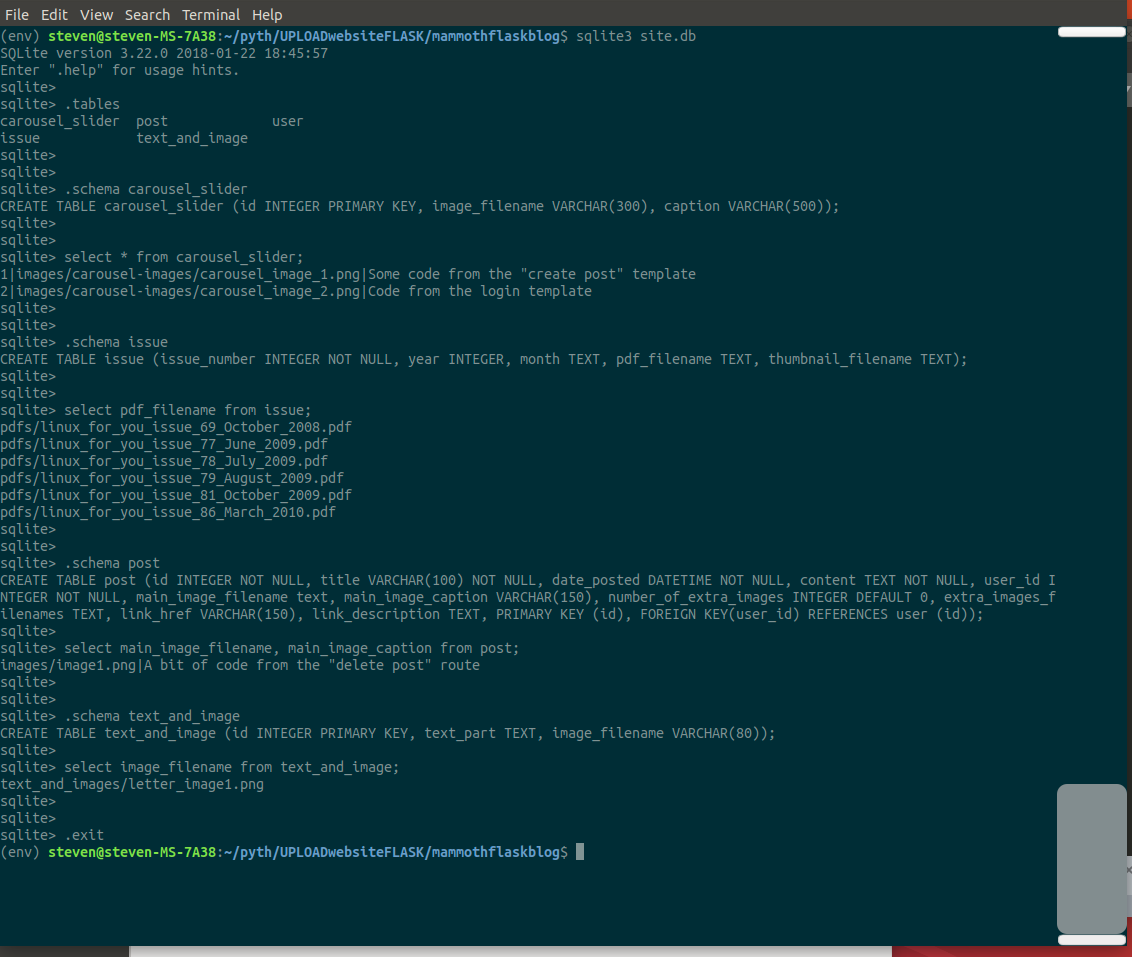 File Edit View Search Terminal Help
(env) steven@steven-MS-7A38:~/pyth/UPLOADwebsiteFLASK/mammothflaskblog$ sqlite3 site.db
SQLite version 3.22.0 2018-01-22 18:45:57
Enter ".help" for usage hints.
sqlite>
sqlite> .tables
carousel_slider  post             user
issue            text_and_image
sqlite>
sqlite>
sqlite> .schema carousel_slider
CREATE TABLE carousel_slider (id INTEGER PRIMARY KEY, image_filename VARCHAR(300), caption VARCHAR(500));
sqlite>
sqlite>
sqlite> select * from carousel_slider;
1|images/carousel-images/carousel_image_1.png|Some code from the "create post" template
2|images/carousel-images/carousel_image_2.png|Code from the login template
sqlite>
sqlite>
sqlite> .schema issue
CREATE TABLE issue (issue_number INTEGER NOT NULL, year INTEGER, month TEXT, pdf_filename TEXT, thumbnail_filename TEXT);
sqlite>
sqlite>
sqlite> select pdf_filename from issue;
pdfs/linux_for_you_issue_69_October_2008.pdf
pdfs/linux_for_you_issue_77_June_2009.pdf
pdfs/linux_for_you_issue_78_July_2009.pdf
pdfs/linux_for_you_issue_79_August_2009.pdf
pdfs/linux_for_you_issue_81_October_2009.pdf
pdfs/linux_for_you_issue_86_March_2010.pdf
sqlite>
sqlite>
sqlite> .schema post
CREATE TABLE post (id INTEGER NOT NULL, title VARCHAR(100) NOT NULL, date_posted DATETIME NOT NULL, content TEXT NOT NULL, user_id I
NTEGER NOT NULL, main_image_filename text, main_image_caption VARCHAR(150), number_of_extra_images INTEGER DEFAULT 0, extra_images_f
ilenames TEXT, link_href VARCHAR(150), link_description TEXT, PRIMARY KEY (id), FOREIGN KEY(user_id) REFERENCES user (id));
sqlite>
sqlite> select main_image_filename, main_image_caption from post;
images/image1.png|A bit of code from the "delete post" route
sqlite>
sqlite>
sqlite> .schema text_and_image
CREATE TABLE text_and_image (id INTEGER PRIMARY KEY, text_part TEXT, image_filename VARCHAR(80));
sqlite>
sqlite> select image_filename from text_and_image;
text_and_images/letter_image1.png
sqlite>
sqlite>
sqlite> .exit
(env) steven@steven-MS-7A38:~/pyth/UPLOADwebsiteFLASK/mammothflaskblog$